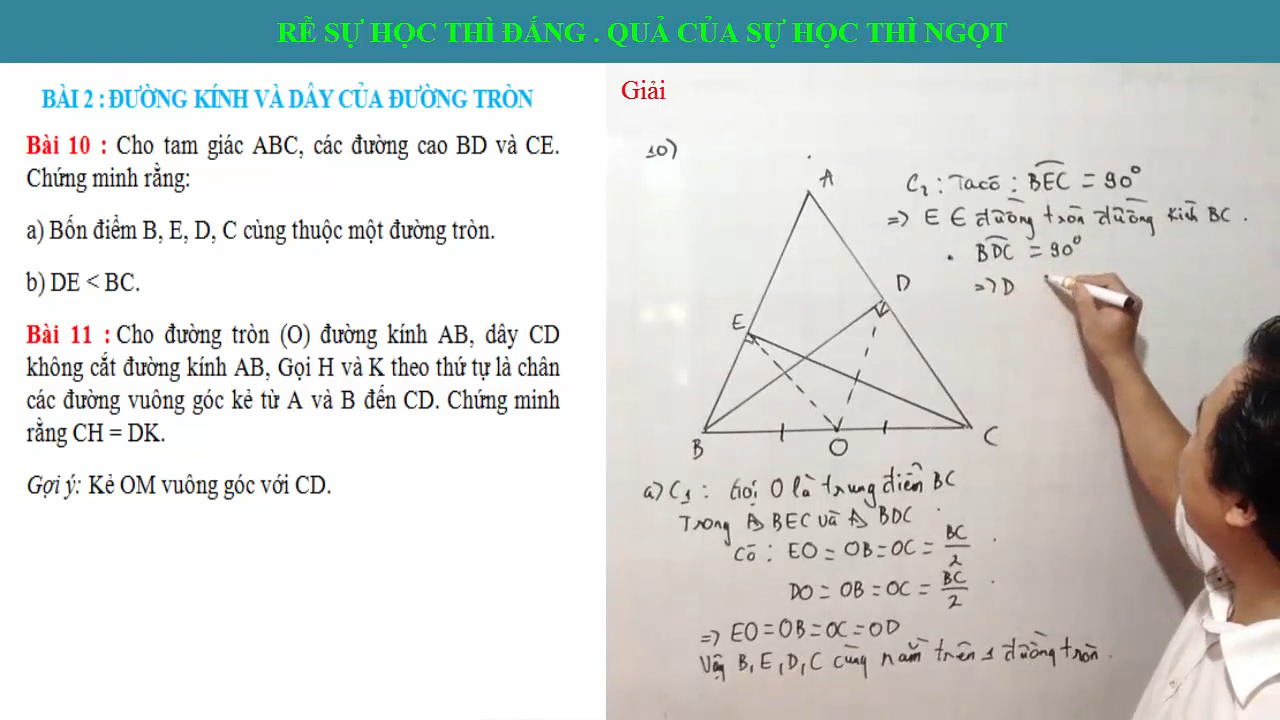 RỄ SỰ HỌC THÌ ĐẮNG . QUẢ CỦA SỰ HỌC THÌ NGỌT
BÀI 2 : ĐƯỜNG KÍNH VÀ DÂY CỦA ĐƯỜNG TRÒN
Bài 10 : Cho tam giác ABC, các đường cao BD và CE.
Chứng minh rằng:
a) Bốn điểm B, E, D, C cùng thuộc một đường tròn.
b) DE < BC.
Bài 11 : Cho đường tròn (O) đường kính AB, dây CD
không cắt đường kính AB, Gọi H và K theo thứ tự là chân
các đường vuông góc kẻ từ A và B đến CD. Chứng minh
rằng CH = DK.
Gợi ý: Kẻ OM vuông góc với CD.
Giải
10)
A
D
E
B
O
C
a) C1 : Gọi O là trung điểm BC
Trong Δ BEC và Δ BDC
Có : EO = OB = OC = BC/2
DO = OB = OC = BC/2
=> EO = OB = OC = OD
Vậy B, E, D, C cùng nằm trên 1 đường tròn.
C2 : Ta có : BEC = 90°
=> E ∈ đường tròn đường kính BC .
. BDC = 90°
=> D